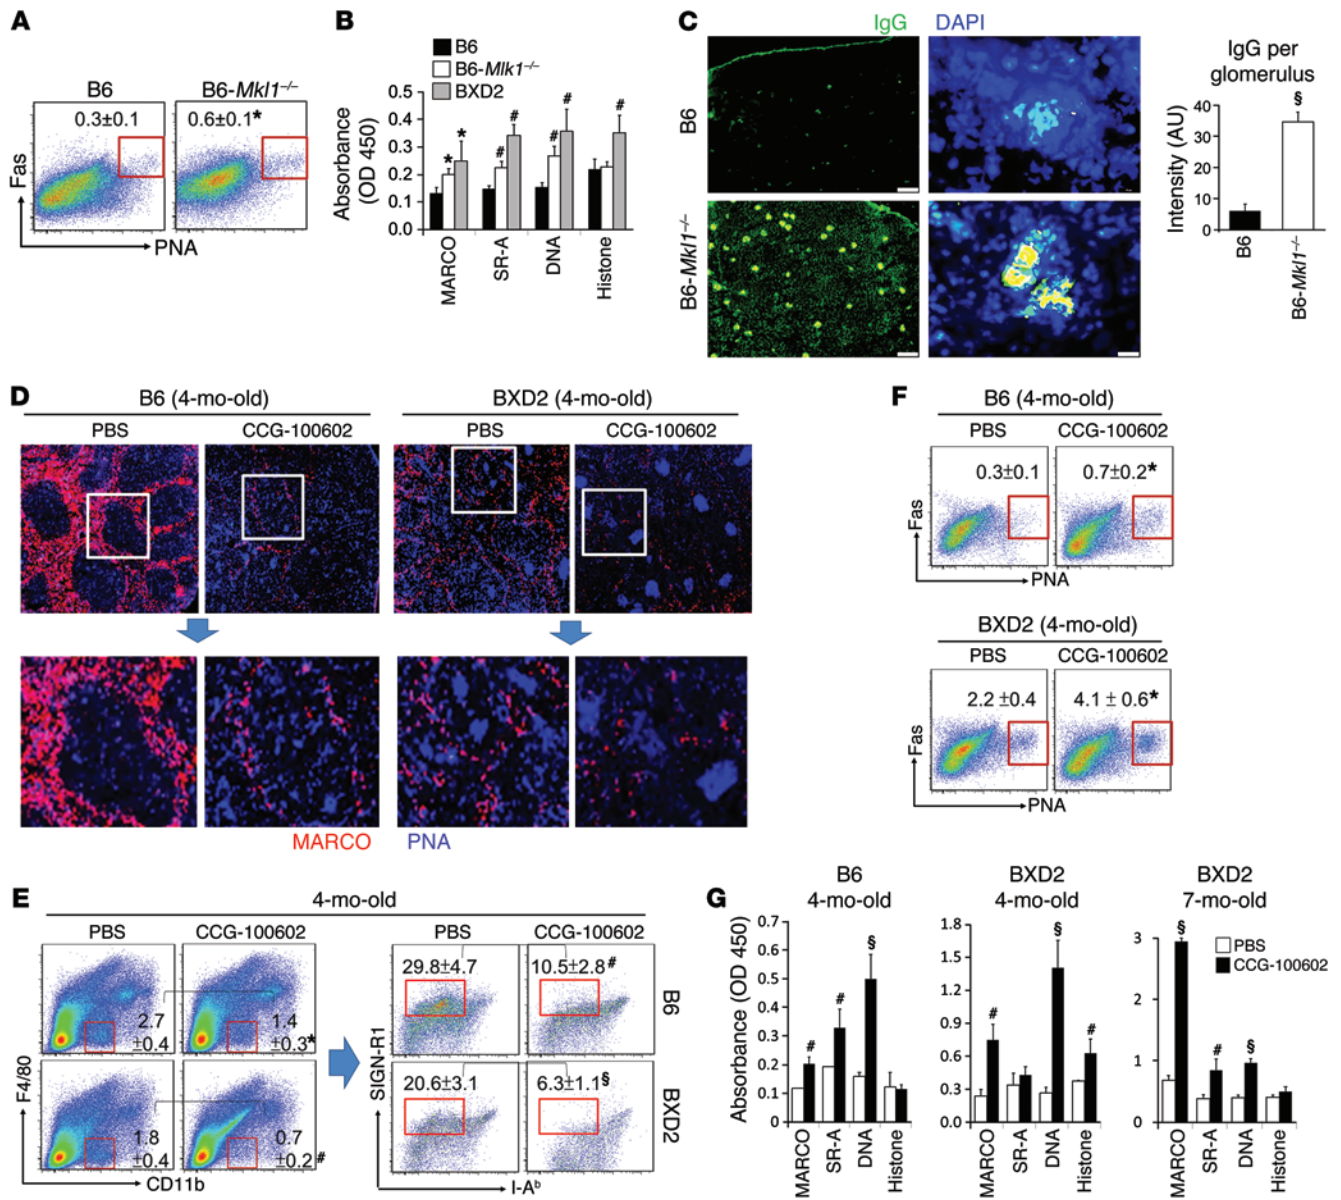 A
B6
B6-Mkl1–/–
0.3±0.1
0.6±0.1*
Fas
PNA
B
B6
B6-Mlk1–/–
BXD2
Absorbance
(OD 450)
0.5
0.4
0.3
0.2
0.1
0.0
* * # # # # #
MARCO
SR-A
DNA
Histone
C
IgG DAPI
B6
B6-Mkl1–/–
IgG per
glomerulus
Intensity (AU)
40
30
20
10
0
§
B6
B6-Mkl1–/–
D
B6 (4-mo-old)
PBS CCG-100602
BXD2 (4-mo-old)
PBS CCG-100602
MARCO PNA
E
4-mo-old
PBS CCG-100602
2.7
±0.4
1.4
±0.3*
1.8
±0.4
0.7
±0.2#
F4/80
CD11b
PBS CCG-100602
29.8±4.7
10.5±2.8#
B6
20.6±3.1
6.3±1.1§
BXD2
SIGN-R1
I-Ab
F
B6 (4-mo-old)
PBS CCG-100602
0.3±0.1
0.7±0.2*
Fas
PNA
BXD2 (4-mo-old)
PBS CCG-100602
2.2 ±0.4
4.1 ± 0.6*
Fas
PNA
G
B6
4-mo-old
Absorbance (OD 450)
0.7
0.6
0.5
0.4
0.3
0.2
0.1
0
# # §
MARCO
SR-A
DNA
Histone
BXD2
4-mo-old
1.8
1.5
1.2
0.9
0.6
0.3
0.0
# § #
MARCO
SR-A
DNA
Histone
BXD2
7-mo-old
3
2
1
0
§ # §
PBS
CCG-100602
MARCO
SR-A
DNA
Histone